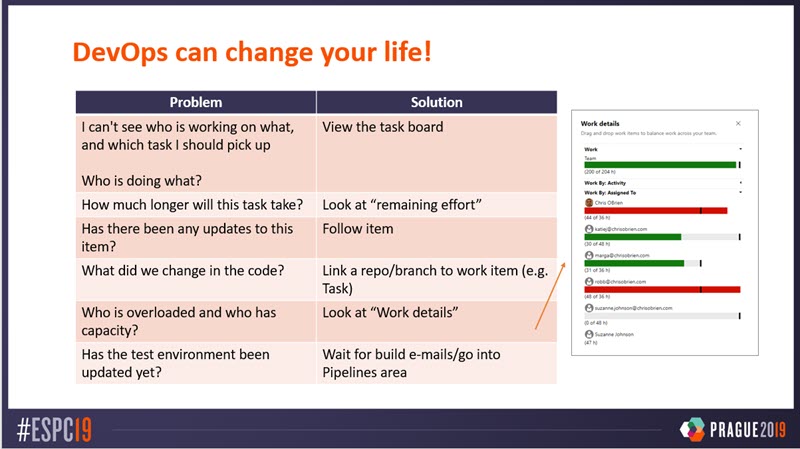 DevOps can change your life!
Problem
Solution
I can't see who is working on what,
and which task I should pick up
Who is doing what?
View the task board
How much longer will this task take?
Look at “remaining effort”
Has there been any updates to this
item?
Follow item
What did we change in the code?
Link a repo/branch to work item (e.g.
Task)
Who is overloaded and who has
capacity?
Look at “Work details”
Has the test environment been
updated yet?
Wait for build e-mails/go into
Pipelines area
Work details
Drag and drop work items to balance work across your team.
Work
Team
(200 of 204 h)
Work By: Activity
Work By: Assigned To
Chris OBrien
(44 of 36 h)
katiej@chrisobrien.com
(30 of 48 h)
marga@chrisobrien.com
(31 of 36 h)
robb@chrisobrien.com
(48 of 36 h)
suzanne.johnson@chrisobrien.com
(0 of 48 h)
Suzanne Johnson
(47 h)
#ESPC19
PRAGUE2019